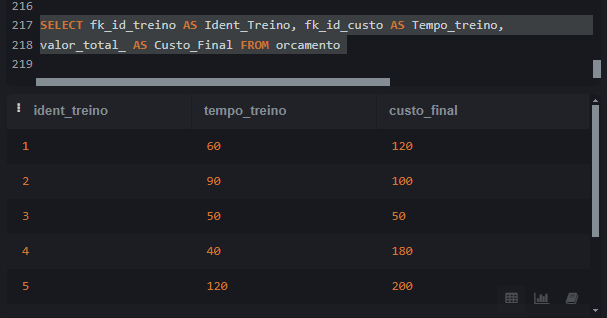 216
217 SELECT fk_id_treino AS Ident_Treino, fk_id_custo AS Tempo_treino,
218 valor_total_ AS Custo_Final FROM orcamento
219
ident_treino tempo_treino custo_final
1 60 120
2 90 100
3 50 50
4 40 180
5 120 200